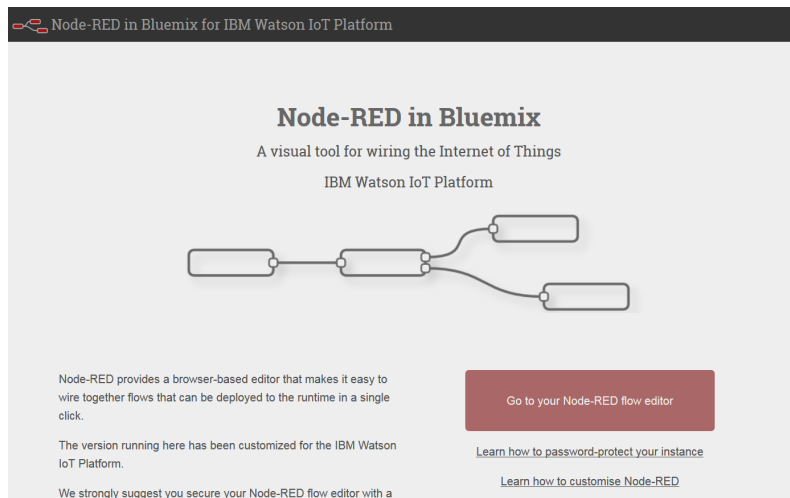 Node-RED in Bluemix for IBM Watson IoT Platform
Node-RED in Bluemix
A visual tool for wiring the Internet of Things
IBM Watson IoT Platform
Node-RED provides a browser-based editor that makes it easy to
wire together flows that can be deployed to the runtime in a single
click.
The version running here has been customized for the IBM Watson
IoT Platform.
We strongly suggest you secure your Node-RED flow editor with a
Go to your Node-RED flow editor
Learn how to password-protect your instance
Learn how to customise Node-RED